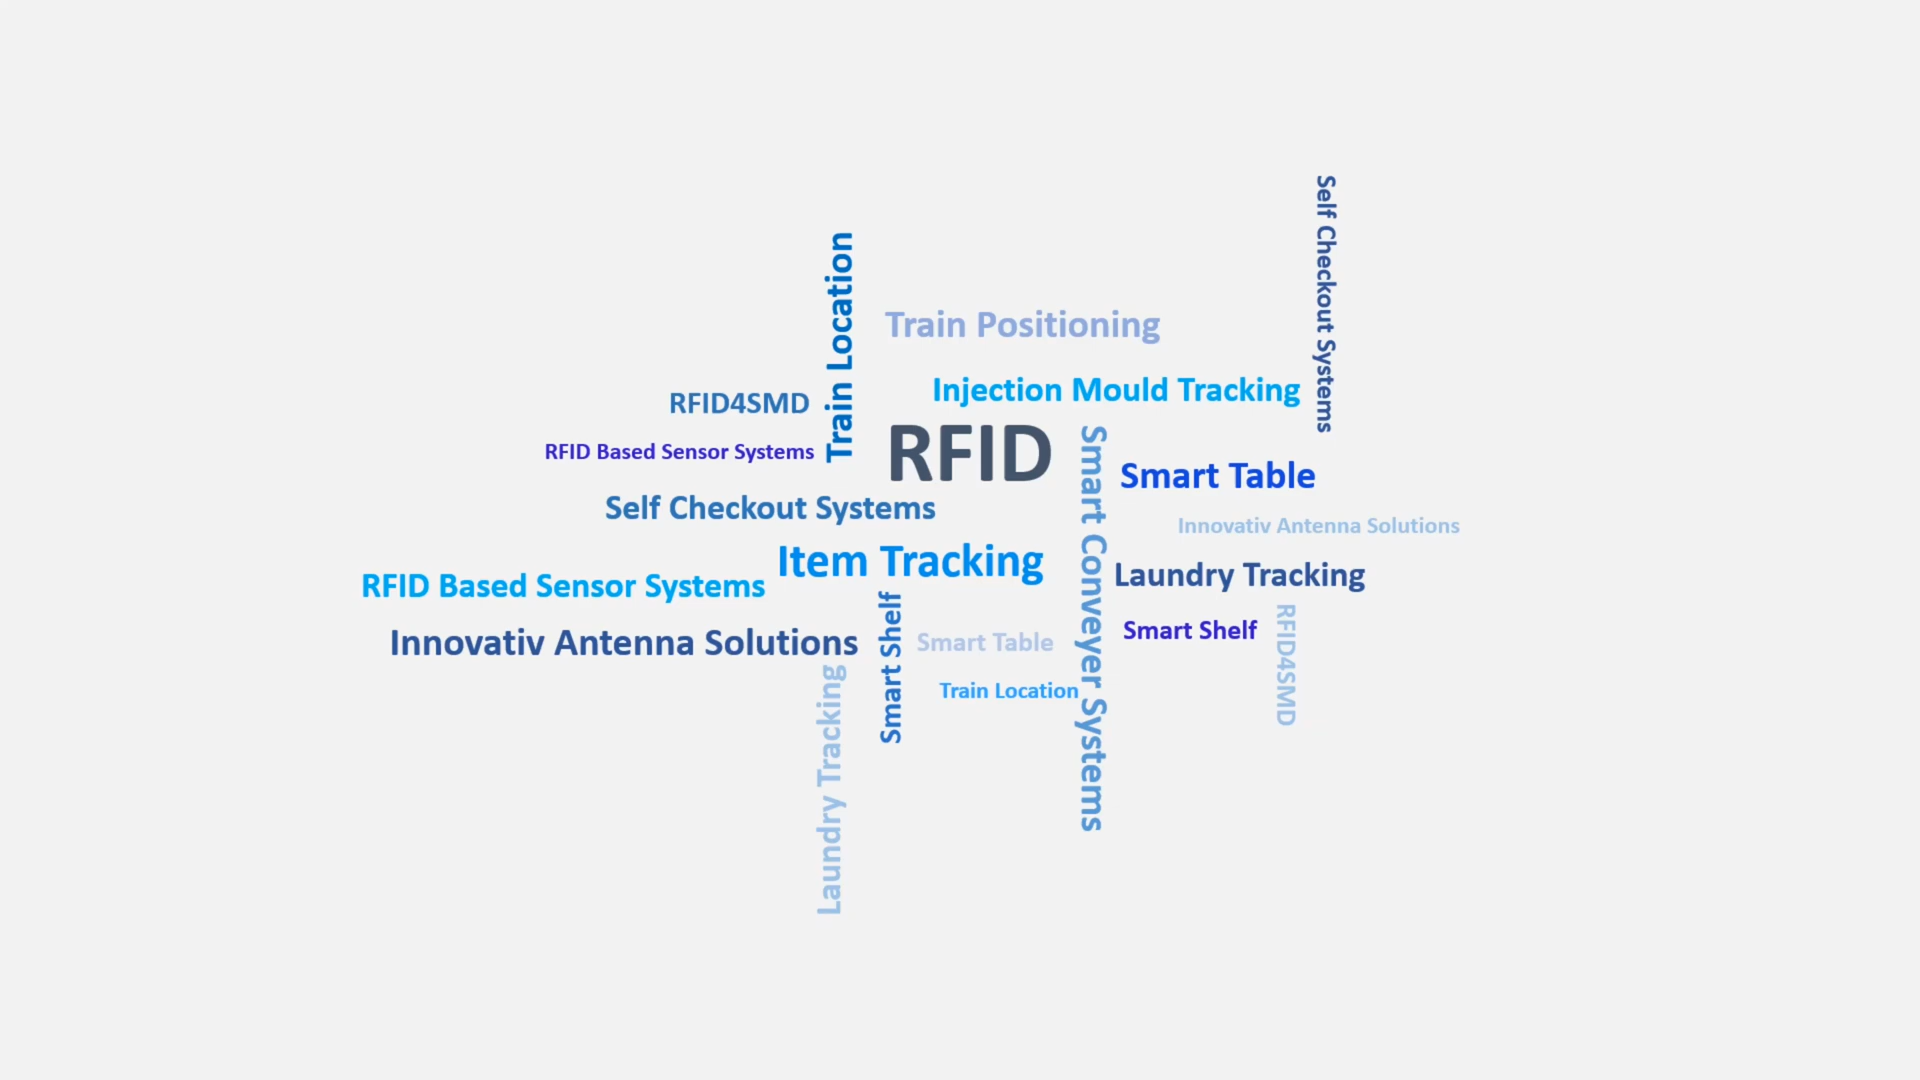 Self Checkout Systems
Train Location
Train Positioning
Injection Mould Tracking
RFID4SMD
RFID
Smart Conveyer Systems
RFID Based Sensor Systems
Smart Table
Self Checkout Systems
Innovativ Antenna Solutions
Item Tracking
Laundry Tracking
RFID Based Sensor Systems
Smart Shelf
Smart Shelf
RFID4SMD
Innovativ Antenna Solutions
Smart Table
Laundry Tracking
Train Location